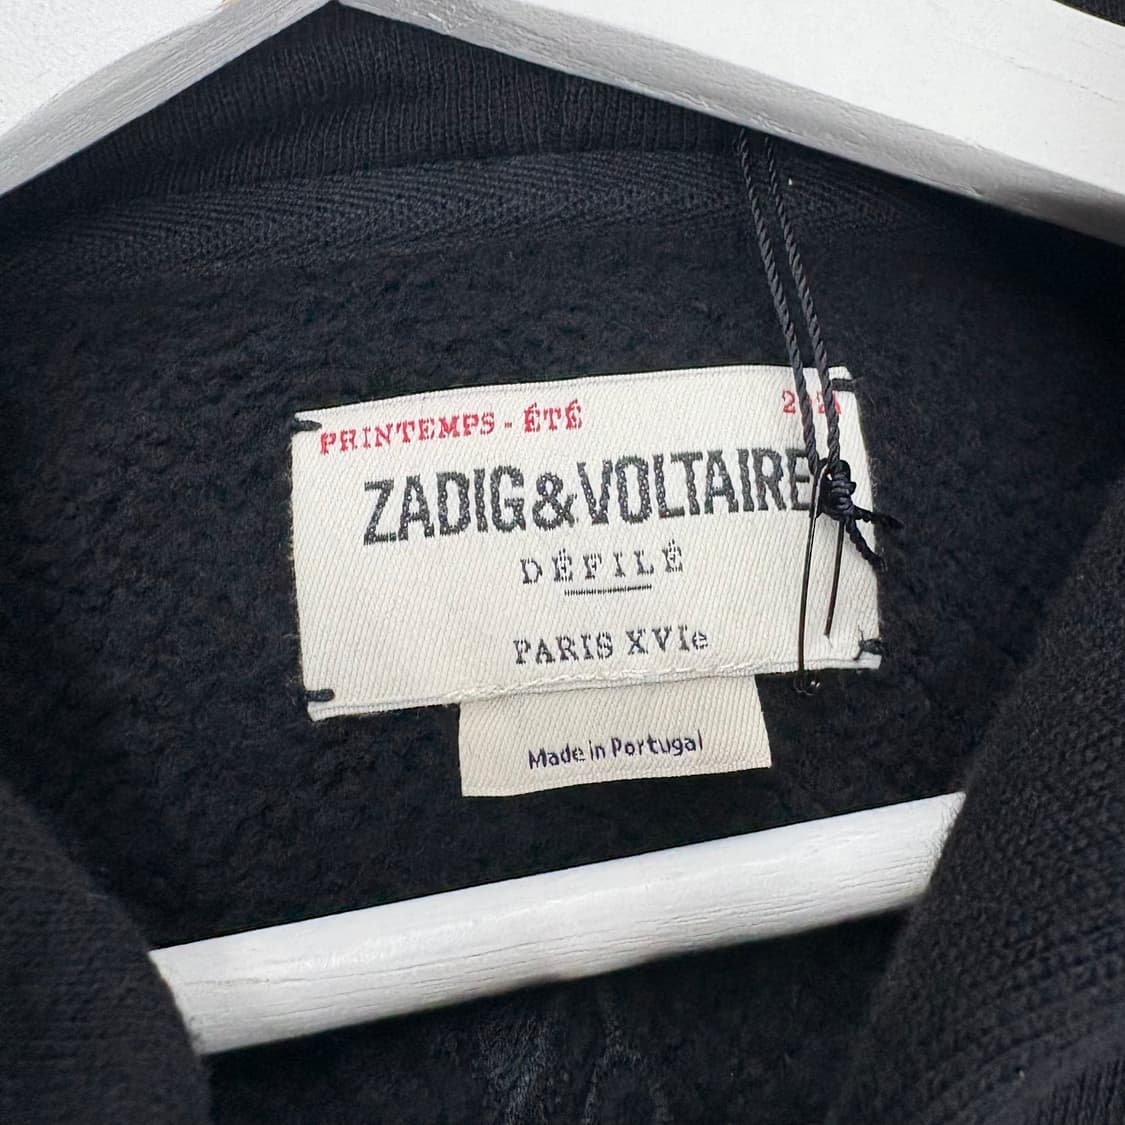 PRINTEMPS - ÉTÉ
ZADIG&VOLTAIRE
DÉFILÉ
PARIS XVIe
Made in Portugal